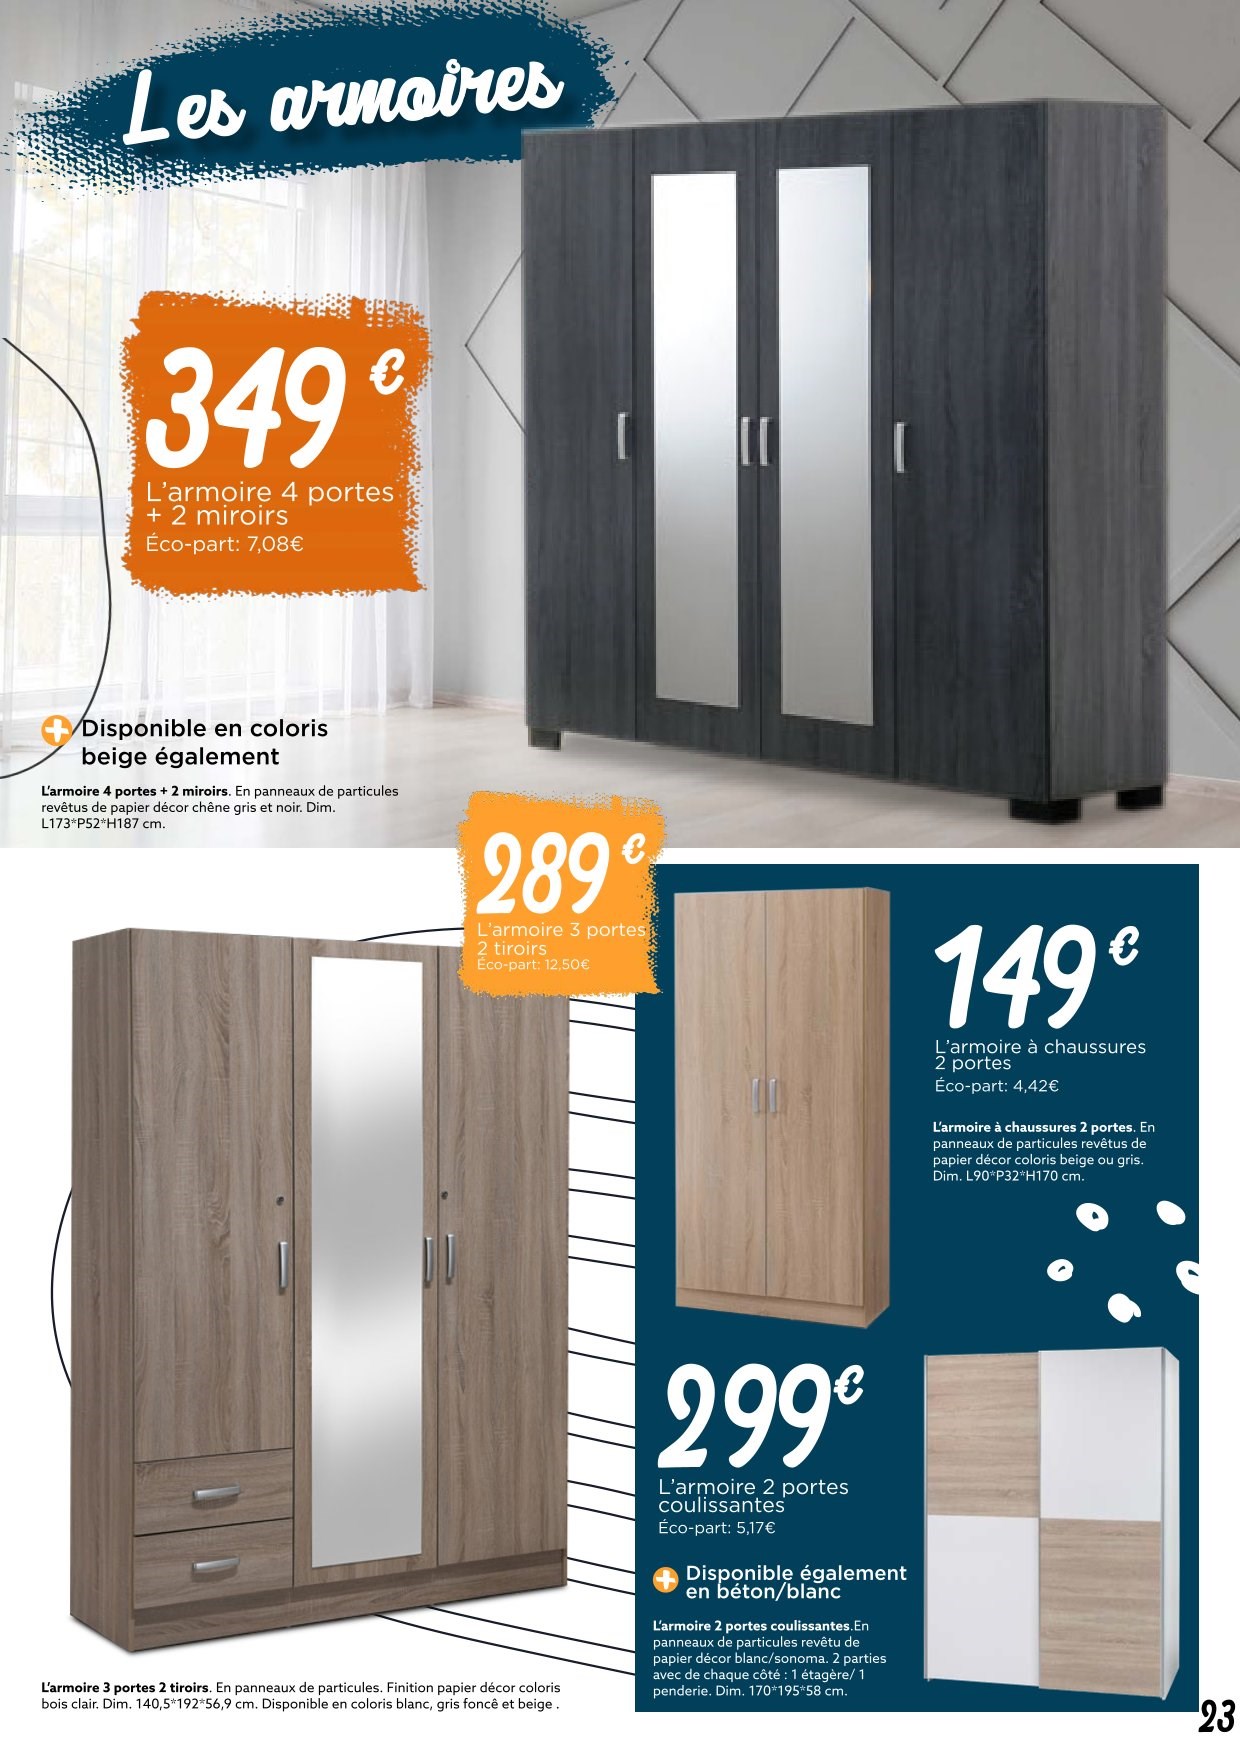 Les armoires
349 €
L'armoire 4 portes
+ 2 miroirs
Éco-part: 7,08€
Disponible en coloris
beige également
L'armoire 4 portes + 2 miroirs. En panneaux de particules
revêtus de papier décor chêne gris et noir. Dim.
L173*P52*H187 cm.
289 €
L'armoire 3 portes
2 tiroirs
Éco-part: 12,50€
149 €
L'armoire à chaussures
2 portes
Éco-part: 4,42€
L'armoire à chaussures 2 portes. En
panneaux de particules revêtus de
papier décor coloris beige ou gris.
Dim. L90*P32*H170 cm.
299 €
L'armoire 2 portes
coulissantes
Éco-part: 5,17€
Disponible également
en béton/blanc
L'armoire 2 portes coulissantes.En
panneaux de particules revêtu de
papier décor blanc/sonoma. 2 parties
avec de chaque côté : 1 étagère/ 1
penderie. Dim. 170*195*58 cm.
L'armoire 3 portes 2 tiroirs. En panneaux de particules. Finition papier décor coloris
bois clair. Dim. 140,5*192*56,9 cm. Disponible en coloris blanc, gris foncê et beige .
23